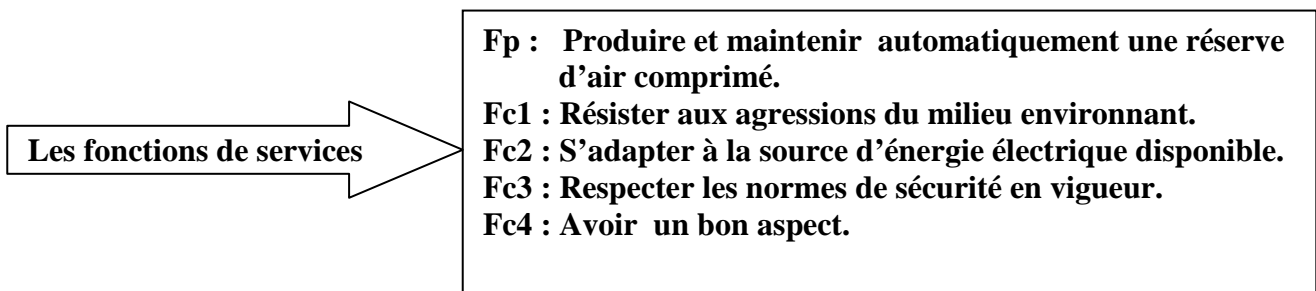 Les fonctions de services
Fp : Produire et maintenir automatiquement une réserve
d’air comprimé.
Fc1 : Résister aux agressions du milieu environnant.
Fc2 : S’adapter à la source d’énergie électrique disponible.
Fc3 : Respecter les normes de sécurité en vigueur.
Fc4 : Avoir un bon aspect.